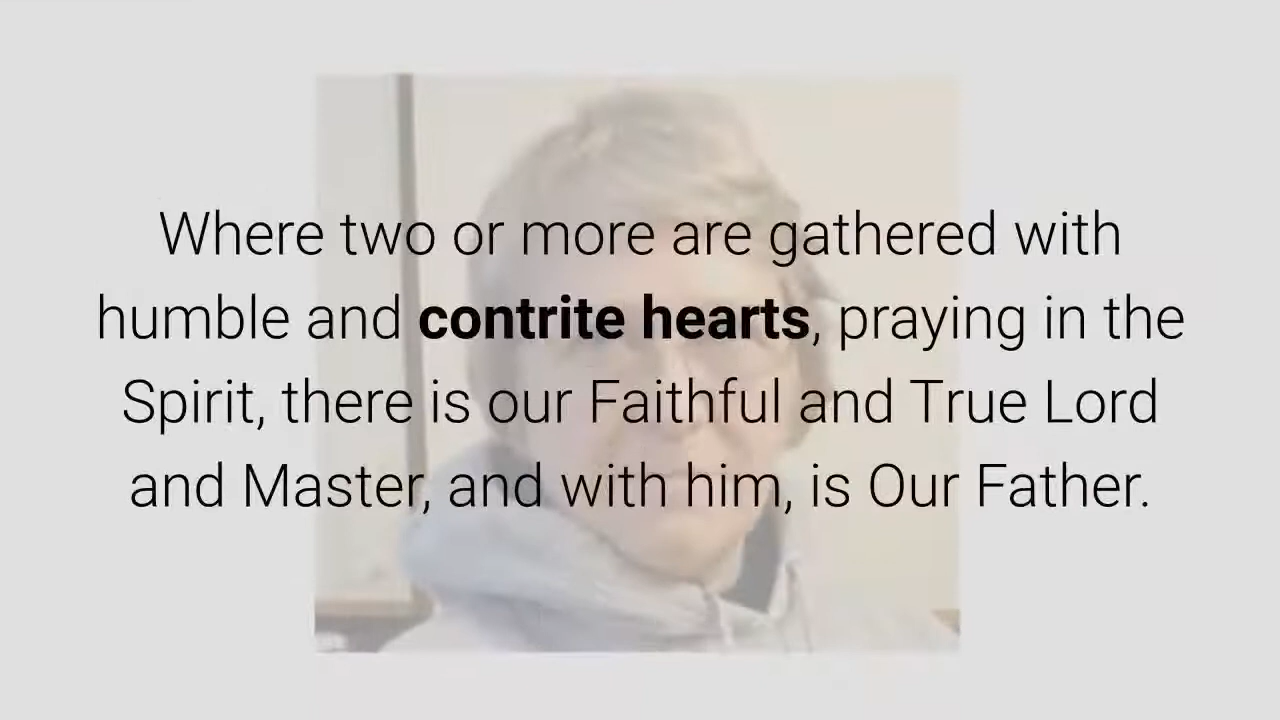 Where two or more are gathered with
humble and contrite hearts, praying in the
Spirit, there is our Faithful and True Lord
and Master, and with him, is Our Father.